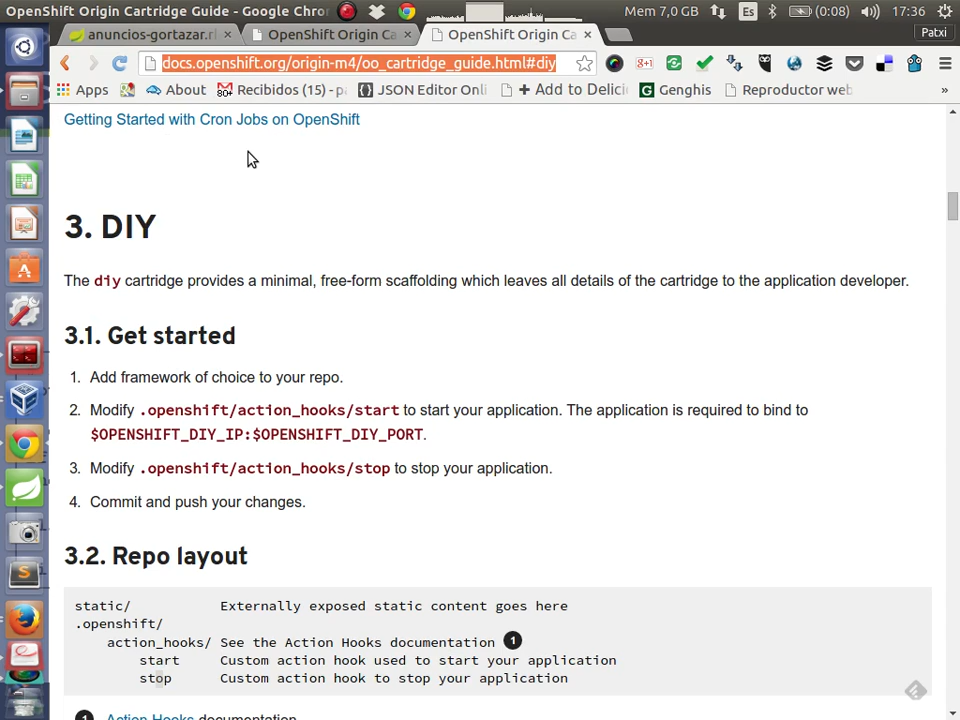 OpenShift Origin Cartridge Guide - Google Chro
Mem 7,0 GB
Es
(0:08)
17:36
anuncios-gortazar.rl
OpenShift Origin Ca
OpenShift Origin Ca
Patxi
docs.openshift.org/origin-m4/oo_cartridge_guide.html#diy
Apps
About
Recibidos (15) - pa
JSON Editor Onli
+ Add to Delici
Genghis
Reproductor web
»
Getting Started with Cron Jobs on OpenShift
3. DIY
The diy cartridge provides a minimal, free-form scaffolding which leaves all details of the cartridge to the application developer.
3.1. Get started
1. Add framework of choice to your repo.
2. Modify .openshift/action_hooks/start to start your application. The application is required to bind to
$OPENSHIFT_DIY_IP:$OPENSHIFT_DIY_PORT.
3. Modify .openshift/action_hooks/stop to stop your application.
4. Commit and push your changes.
3.2. Repo layout
static/ Externally exposed static content goes here
.openshift/
action_hooks/ See the Action Hooks documentation 1
start Custom action hook used to start your application
stop Custom action hook to stop your application
1 Action Hooks documentation